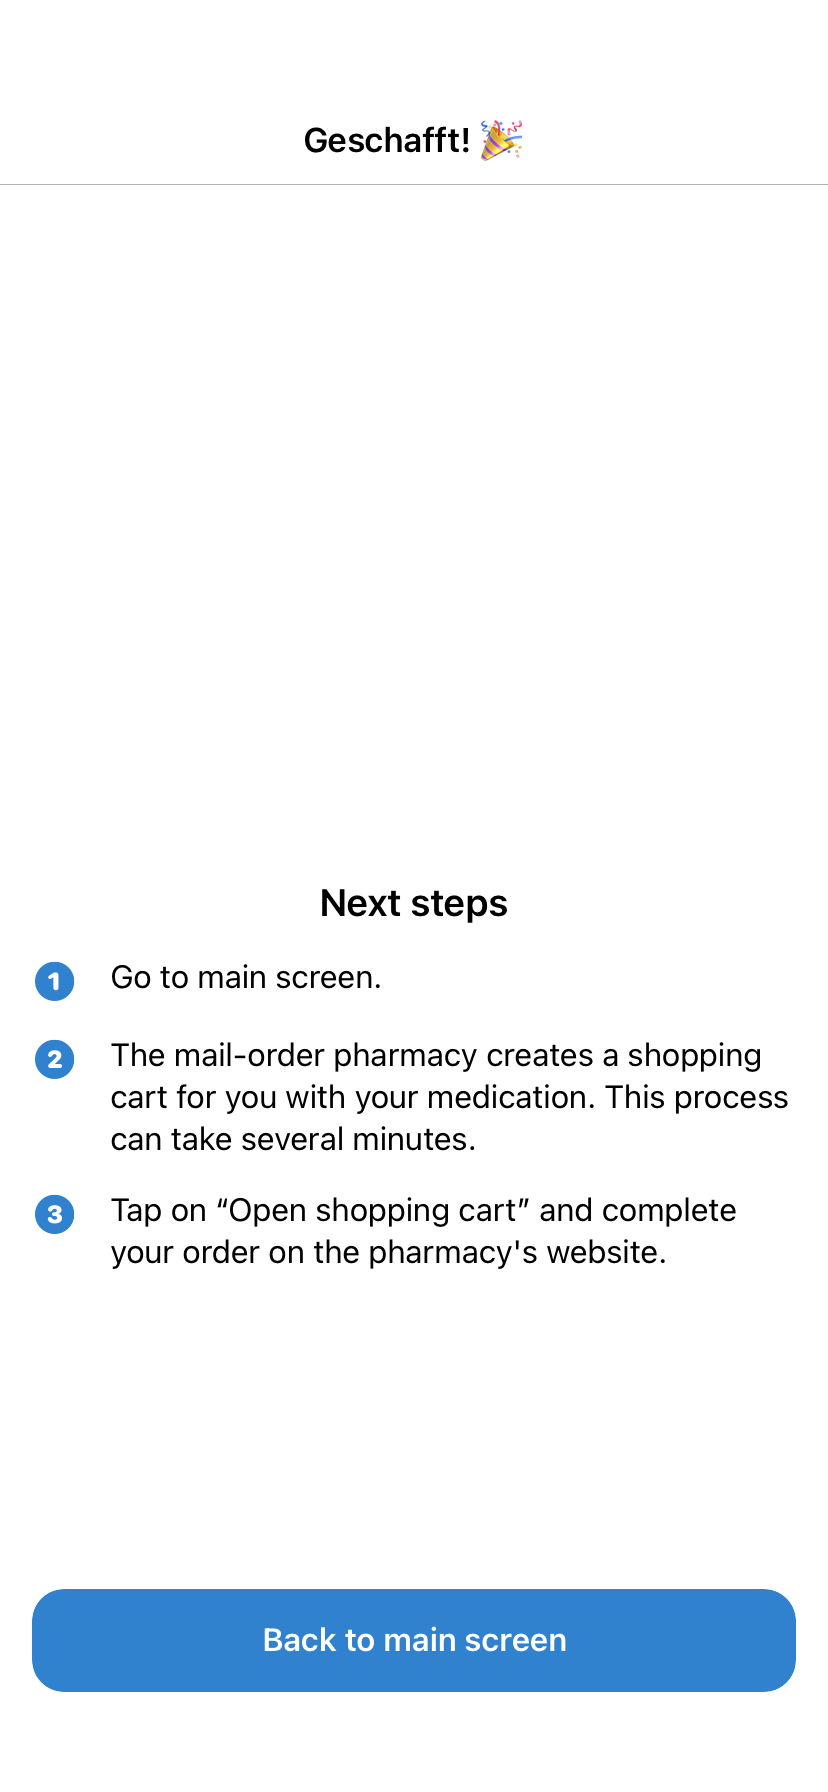 Geschafft! 🎉
Next steps
1 Go to main screen.
2 The mail-order pharmacy creates a shopping
cart for you with your medication. This process
can take several minutes.
3 Tap on “Open shopping cart” and complete
your order on the pharmacy's website.
Back to main screen